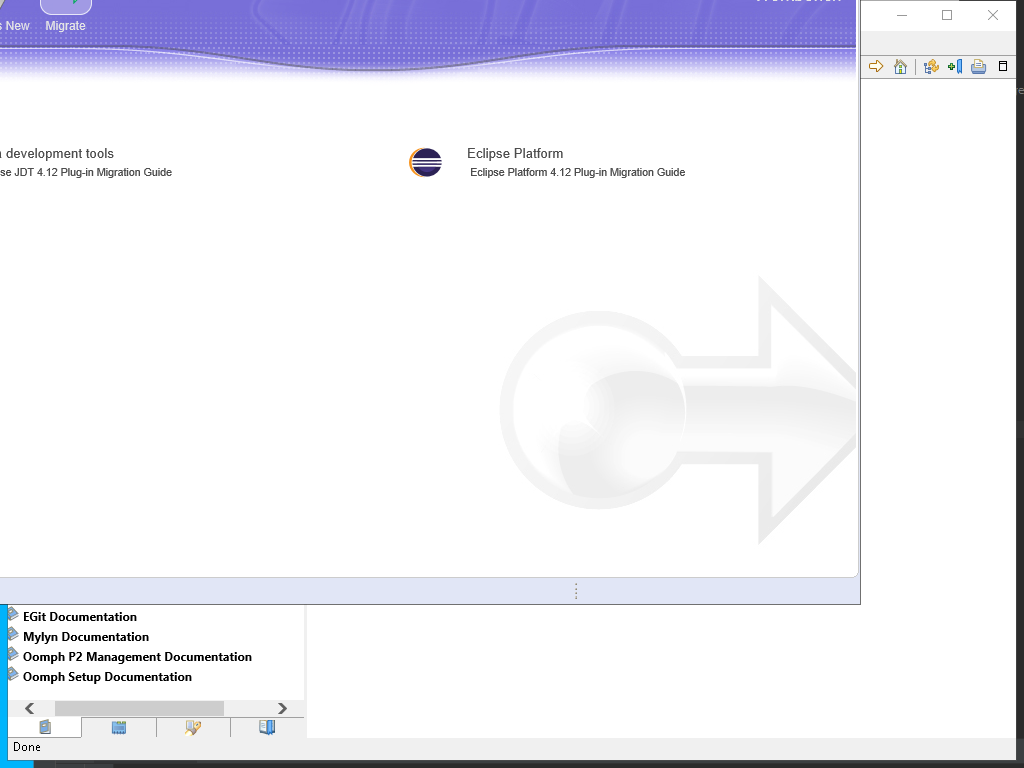 s New
Migrate
development tools
se JDT 4.12 Plug-in Migration Guide
Eclipse Platform
Eclipse Platform 4.12 Plug-in Migration Guide
EGit Documentation
Mylyn Documentation
Oomph P2 Management Documentation
Oomph Setup Documentation
Done